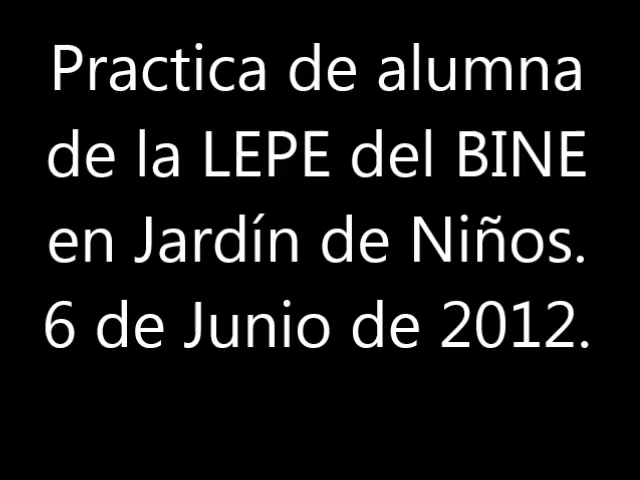 Practica de alumna
de la LEPE del BINE
en Jardín de Niños.
6 de Junio de 2012.